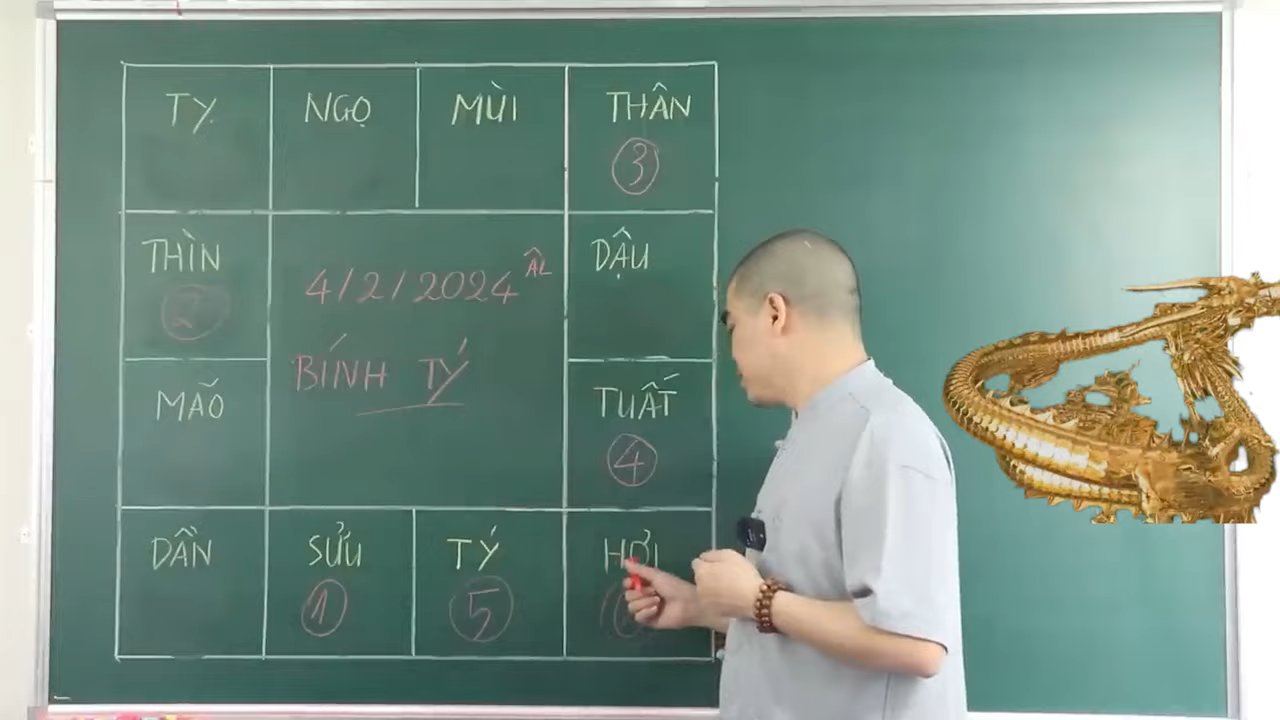 TỴ
NGỌ
MÙI
THÂN
3
THÌN
2
4/2/2024 ÂL
DẬU
BÍNH TÝ
MÃO
TUẤT
4
DẦN
SỬU
TÝ
HỢI
1
5